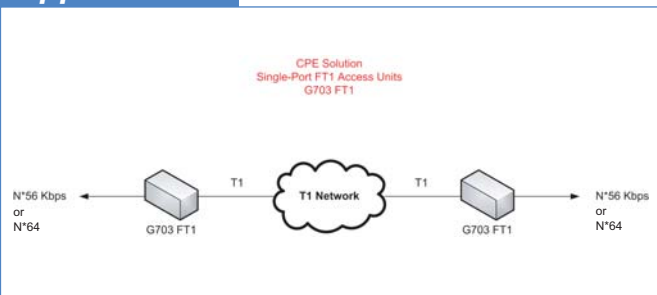 CPE Solution
Single-Port FT1 Access Units
G703 FT1
T1
T1 Network
T1
N*56 Kbps
or
N*64
G703 FT1
G703 FT1
N*56 Kbps
or
N*64